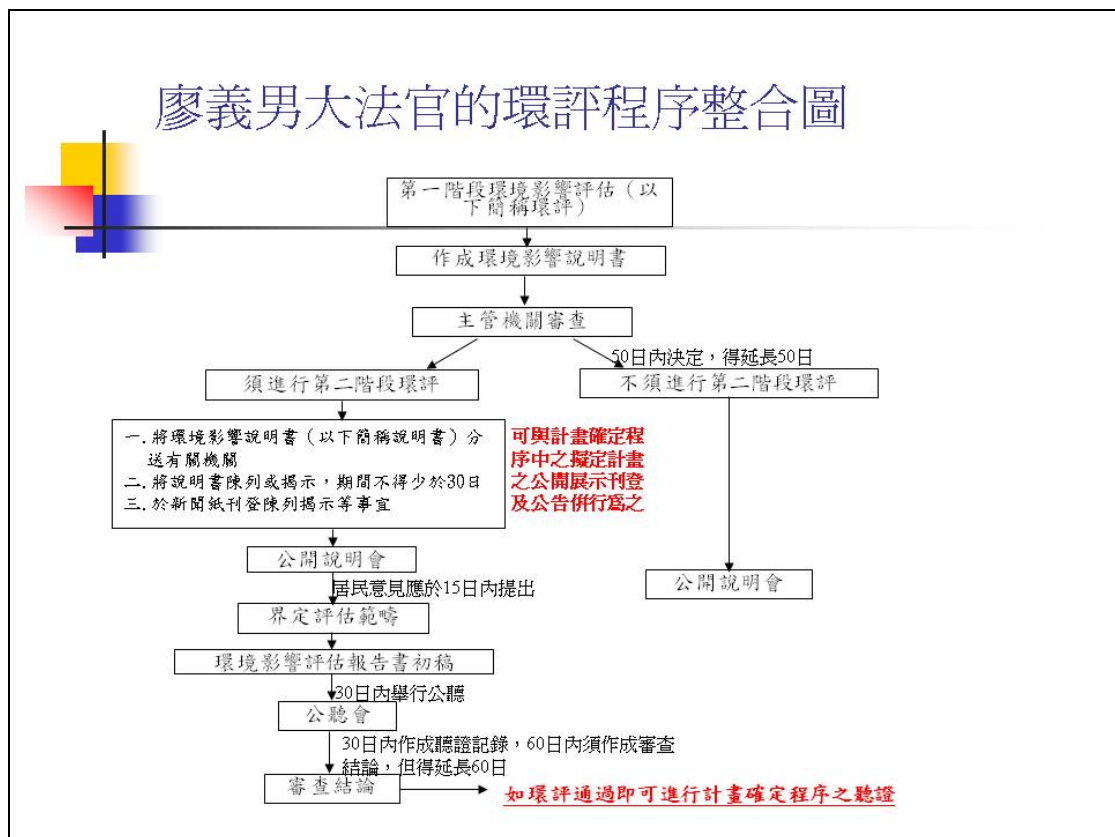 廖義男大法官的環評程序整合圖
第一階段環境影響評估（以
下簡稱環評）
作成環境影響說明書
主管機關審查
50日內決定，得延長50日
須進行第二階段環評
不須進行第二階段環評
一.將環境影響說明書（以下簡稱說明書）分
送有關機關
二.將說明書陳列或揭示，期間不得少於30日
三.於新聞紙刊登陳列揭示等事宜
可與計畫確定程
序中之擬定計畫
之公開展示刊登
及公告併行為之
公開說明會
公開說明會
居民意見應於15日內提出
界定評估範疇
環境影響評估報告書初稿
30日內舉行公聽
公聽會
30日內作成聽證記錄，60日內須作成審查
結論，但得延長60日
審查結論
如環評通過即可進行計畫確定程序之聽證